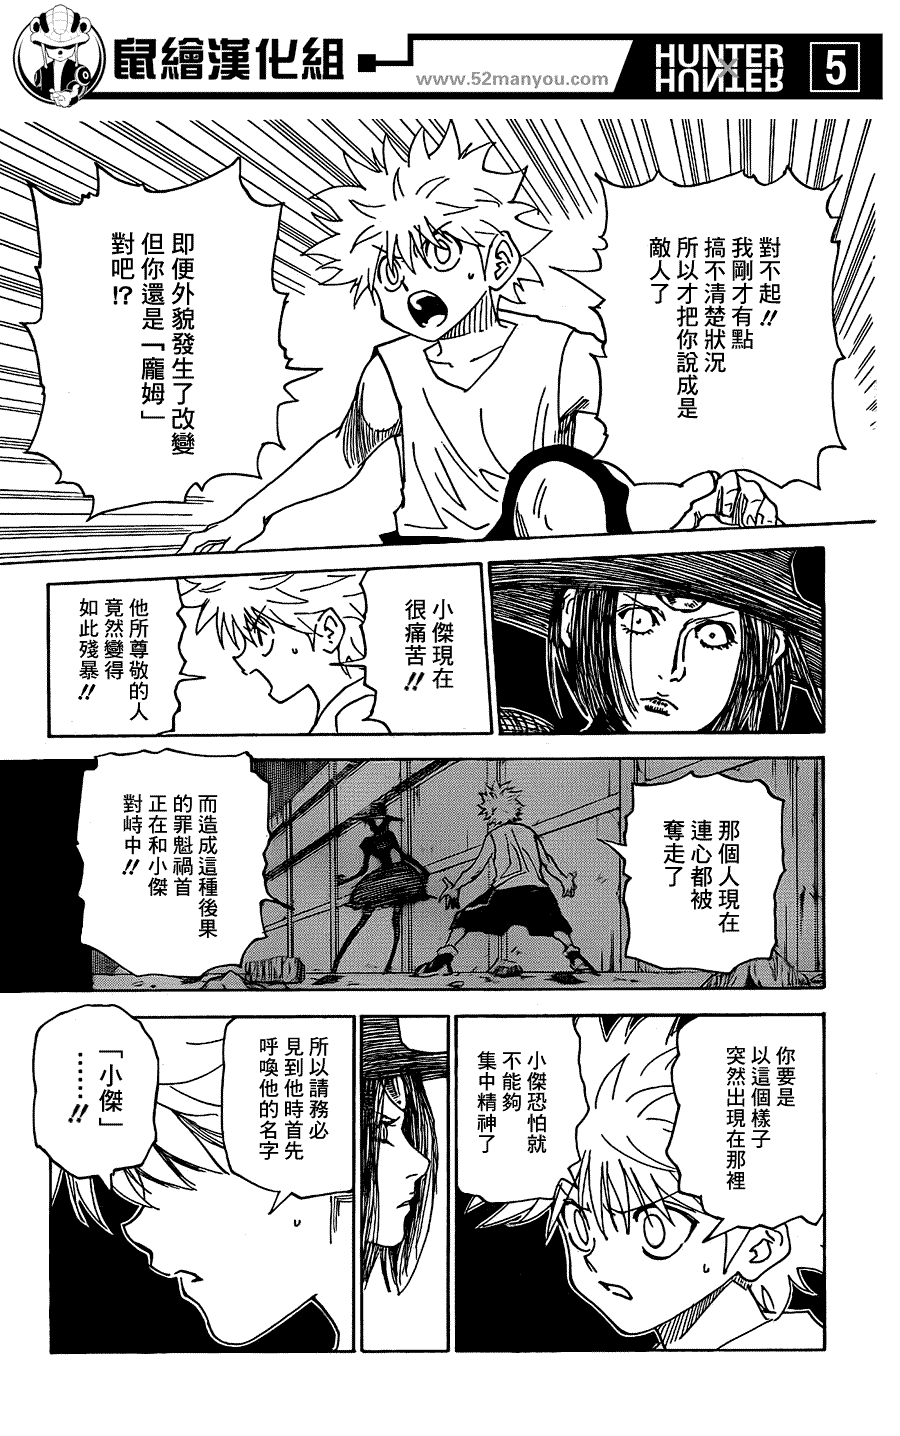 鼠繪漢化組
www.52manyou.com
HUNTER
×
HUNTER
5
對不起!!
我剛才有點
搞不清楚狀況
所以才把你說成是
敵人了
即便外貌發生了改變
但你還是「龐姆」
對吧!?
小傑現在
很痛苦!!
他所尊敬的人
竟然變得
如此殘暴!!
那個人現在
連心都被
奪走了
而造成這種後果
的罪魁禍首
正在和小傑
對峙中!!
你要是
以這個樣子
突然出現在那裡
小傑恐怕就
不能夠
集中精神了
所以請務必
見到他時首先
呼喚他的名字
「小傑」
……!!